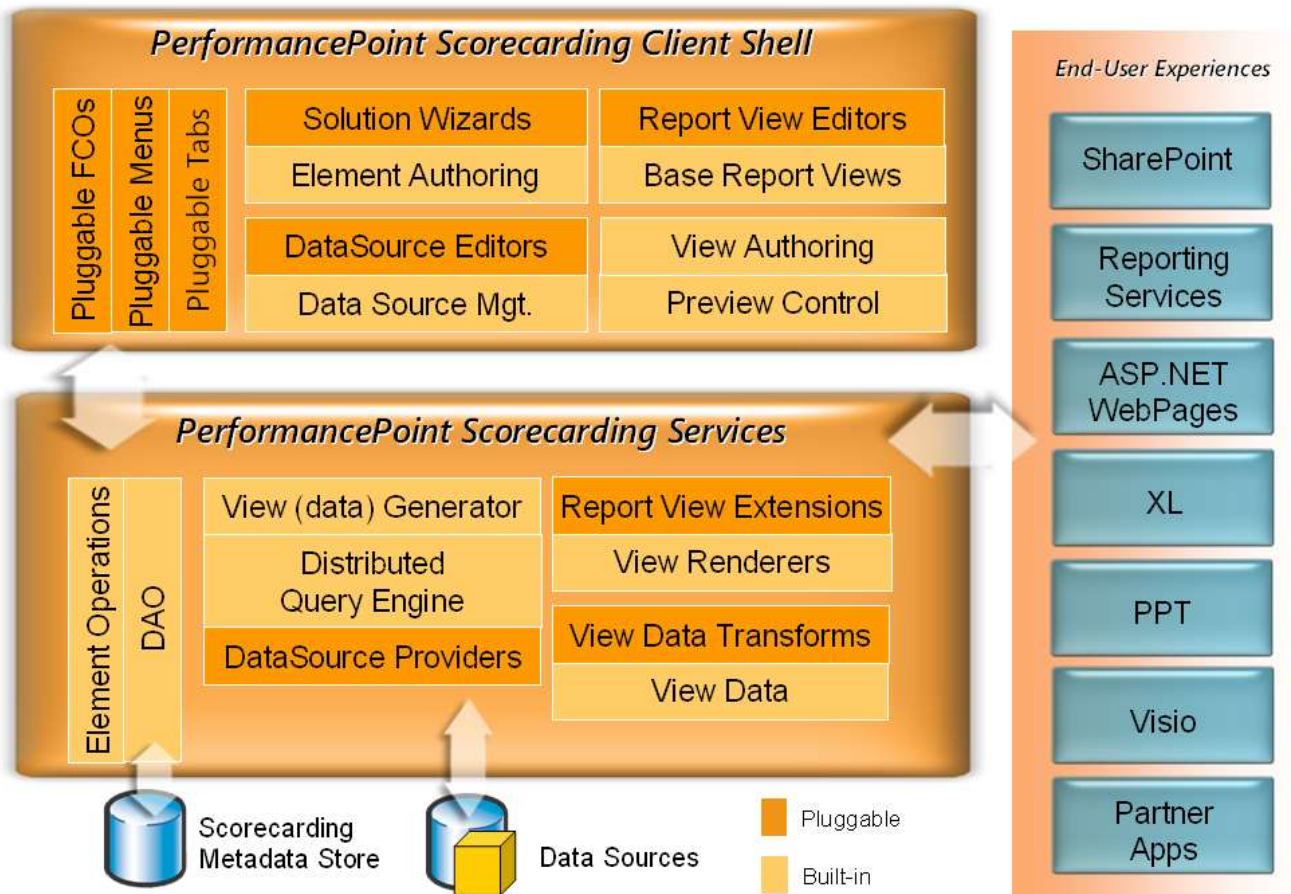 PerformancePoint Scorecarding Client Shell
Pluggable FCOs
Pluggable Menus
Pluggable Tabs
Solution Wizards
Element Authoring
DataSource Editors
Data Source Mgt.
Report View Editors
Base Report Views
View Authoring
Preview Control
PerformancePoint Scorecarding Services
Element Operations
DAO
View (data) Generator
Distributed
Query Engine
DataSource Providers
Report View Extensions
View Renderers
View Data Transforms
View Data
Scorecarding
Metadata Store
Data Sources
Pluggable
Built-in
End-User Experiences
SharePoint
Reporting
Services
ASP.NET
WebPages
XL
PPT
Visio
Partner
Apps